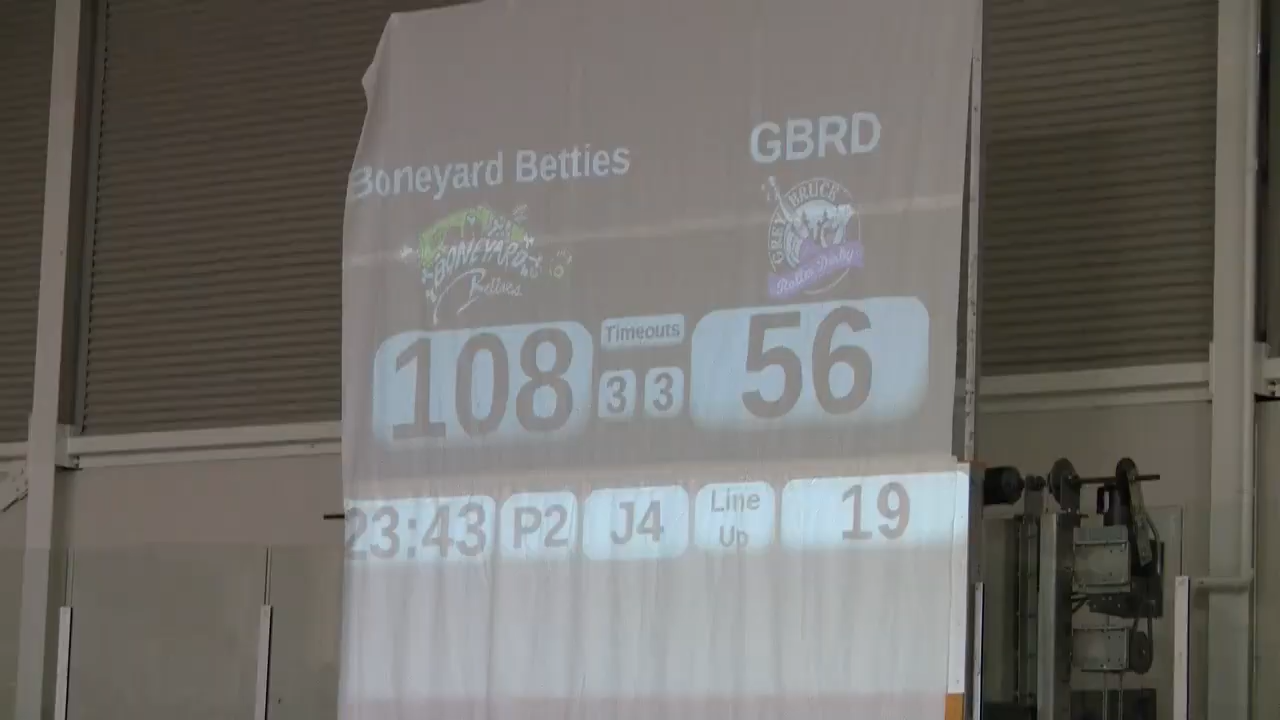 Boneyard Betties
GBRD
BONEYARD
Betties
GREY BRUCE
Roller Derby
108
Timeouts
3 3
56
23:43
P2
J4
Line
Up
19